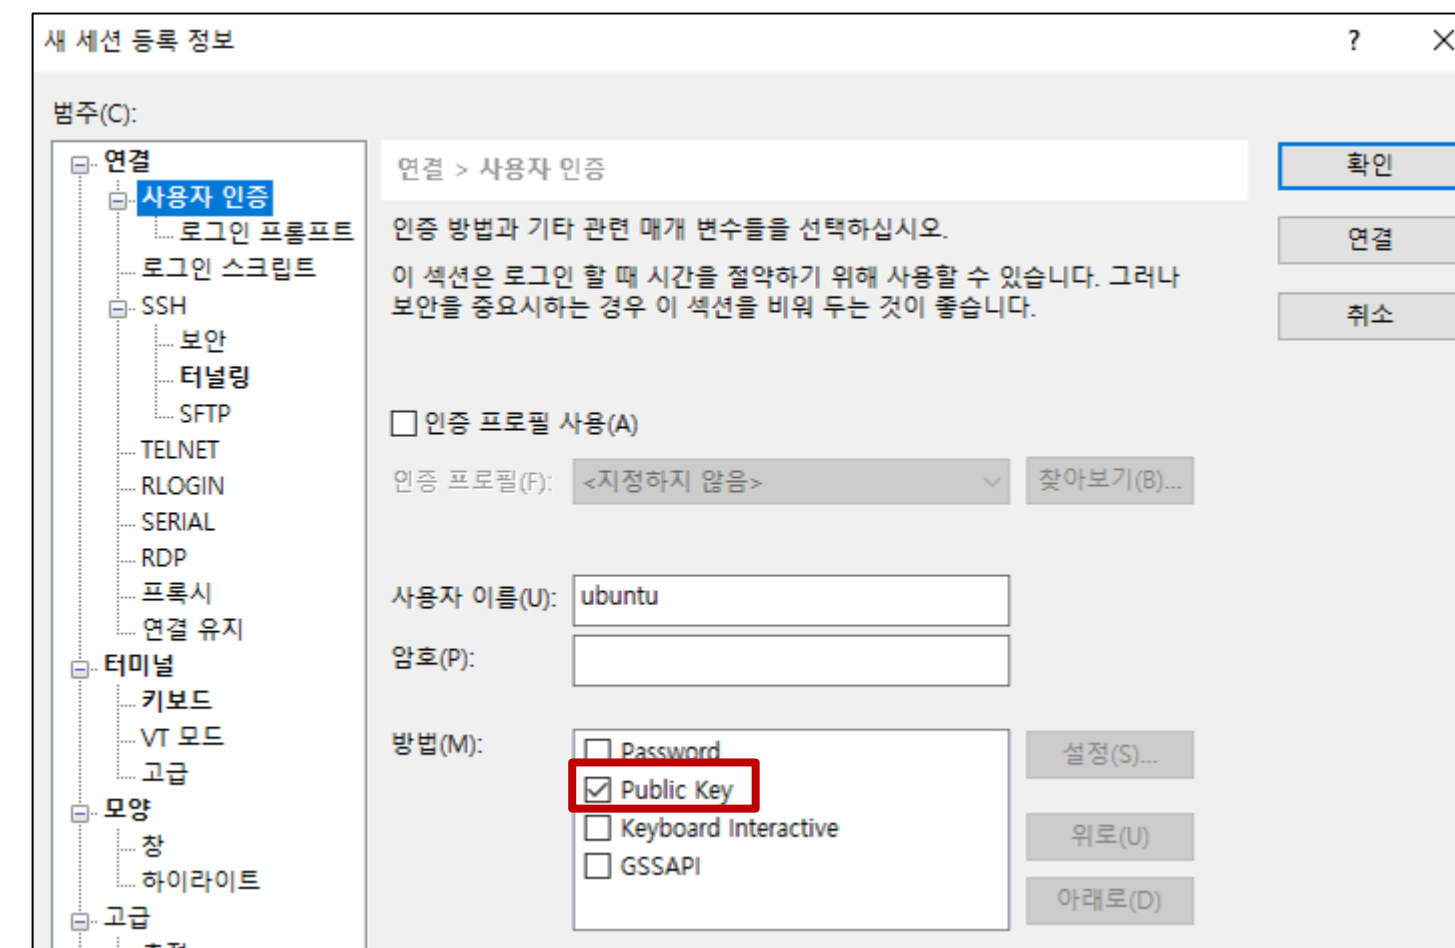 새 세션 등록 정보
범주(C):
연결
사용자 인증
로그인 프롬프트
로그인 스크립트
SSH
보안
터널링
SFTP
TELNET
RLOGIN
SERIAL
RDP
프록시
연결 유지
터미널
키보드
VT 모드
고급
모양
창
하이라이트
고급
연결 > 사용자 인증
인증 방법과 기타 관련 매개 변수들을 선택하십시오.
이 섹션은 로그인 할 때 시간을 절약하기 위해 사용할 수 있습니다. 그러나
보안을 중요시하는 경우 이 섹션을 비워 두는 것이 좋습니다.
인증 프로필 사용(A)
인증 프로필(F): <지정하지 않음> 찾아보기(B)...
사용자 이름(U): ubuntu
암호(P):
방법(M):
Password
Public Key
Keyboard Interactive
GSSAPI
설정(S)...
위로(U)
아래로(D)
확인
연결
취소